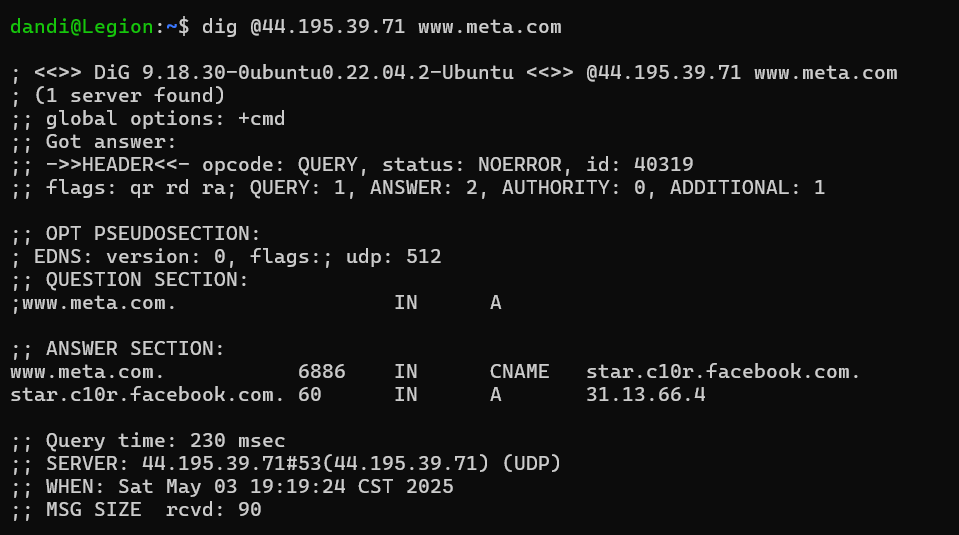 dandi@Legion:~$ dig @44.195.39.71 www.meta.com

; <<>> DiG 9.18.30-0ubuntu0.22.04.2-Ubuntu <<>> @44.195.39.71 www.meta.com
; (1 server found)
;; global options: +cmd
;; Got answer:
;; ->>HEADER<<- opcode: QUERY, status: NOERROR, id: 40319
;; flags: qr rd ra; QUERY: 1, ANSWER: 2, AUTHORITY: 0, ADDITIONAL: 1

;; OPT PSEUDOSECTION:
; EDNS: version: 0, flags:; udp: 512
;; QUESTION SECTION:
;www.meta.com.                  IN      A

;; ANSWER SECTION:
www.meta.com.           6886    IN      CNAME   star.c10r.facebook.com.
star.c10r.facebook.com. 60      IN      A       31.13.66.4

;; Query time: 230 msec
;; SERVER: 44.195.39.71#53(44.195.39.71) (UDP)
;; WHEN: Sat May 03 19:19:24 CST 2025
;; MSG SIZE  rcvd: 90